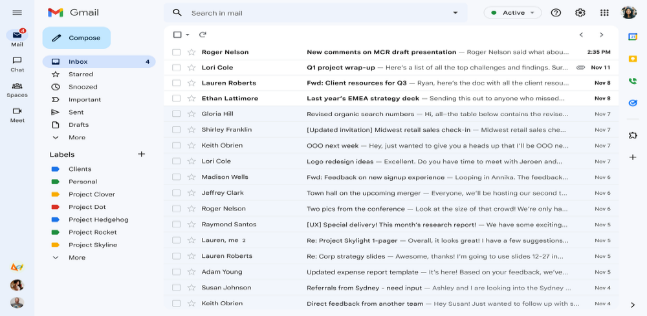 Gmail
Search in mail
Active
4
Mail
Compose
Chat
Spaces
Meet
Inbox 4
Starred
Snoozed
Important
Sent
Drafts
More
Labels
Clients
Personal
Project Clover
Project Dot
Project Hedgehog
Project Rocket
Project Skyline
More
Roger Nelson New comments on MCR draft presentation — Roger Nelson said what abou... 2:35 PM
Lori Cole Q1 project wrap-up — Here's a list of all the top challenges and findings. Sur... Nov 11
Lauren Roberts Fwd: Client resources for Q3 — Ryan, here's the doc with all the client resou... Nov 8
Ethan Lattimore Last year's EMEA strategy deck — Sending this out to anyone who missed... Nov 8
Gloria Hill Revised organic search numbers — Hi, all–the table below contains the revise... Nov 7
Shirley Franklin [Updated invitation] Midwest retail sales check-in — Midwest retail sales che... Nov 7
Keith Obrien OOO next week — Hey, just wanted to give you a heads up that I'll be OOO ne... Nov 7
Lori Cole Logo redesign ideas — Excellent. Do you have time to meet with Jeroen and... Nov 7
Madison Wells Fwd: Feedback on new signup experience — Looping in Annika. The feedback... Nov 6
Jeffrey Clark Town hall on the upcoming merger — Everyone, we'll be hosting our second t... Nov 6
Roger Nelson Two pics from the conference — Look at the size of that crowd! We're only ha... Nov 6
Raymond Santos [UX] Special delivery! This month's research report! — We have some exciting... Nov 5
Lauren, me 2 Re: Project Skylight 1-pager — Overall, it looks great! I have a few suggestions... Nov 5
Lauren Roberts Re: Corp strategy slides — Awesome, thanks! I'm going to use slides 12-27 in... Nov 5
Adam Young Updated expense report template — It's here! Based on your feedback, we've... Nov 5
Susan Johnson Referrals from Sydney - need input — Ashley and I are looking into the Sydney ... Nov 4
Keith Obrien Direct feedback from another team — Hey Susan! Just wanted to follow up with s... Nov 4